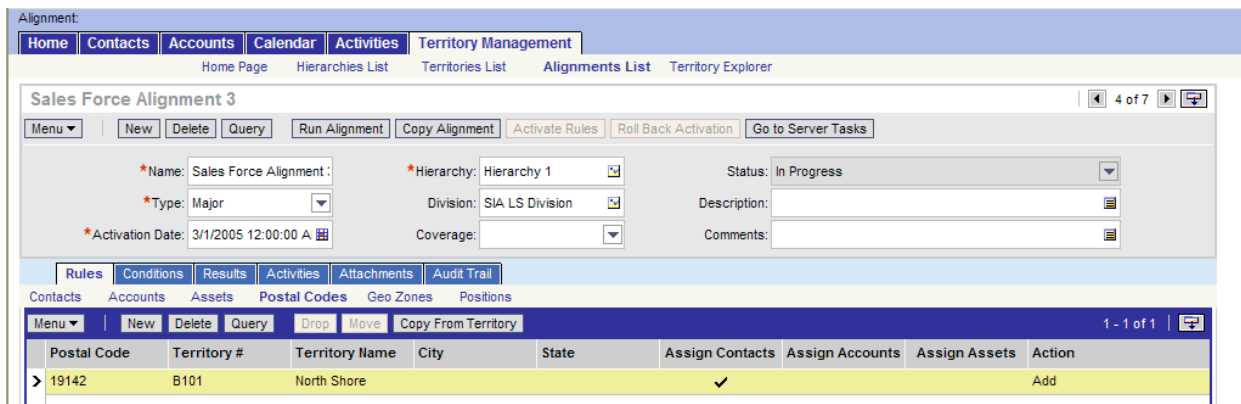 Alignment:
Home Contacts Accounts Calendar Activities Territory Management
Home Page Hierarchies List Territories List Alignments List Territory Explorer
Sales Force Alignment 3 4 of 7
Menu New Delete Query Run Alignment Copy Alignment Activate Rules Roll Back Activation Go to Server Tasks
*Name: Sales Force Alignment : *Hierarchy: Hierarchy 1 Status: In Progress
*Type: Major Division: SIA LS Division Description:
*Activation Date: 3/1/2005 12:00:00 A Coverage: Comments:
Rules Conditions Results Activities Attachments Audit Trail
Contacts Accounts Assets Postal Codes Geo Zones Positions
Menu New Delete Query Drop Move Copy From Territory 1 - 1 of 1
Postal Code Territory # Territory Name City State Assign Contacts Assign Accounts Assign Assets Action
19142 B101 North Shore Add